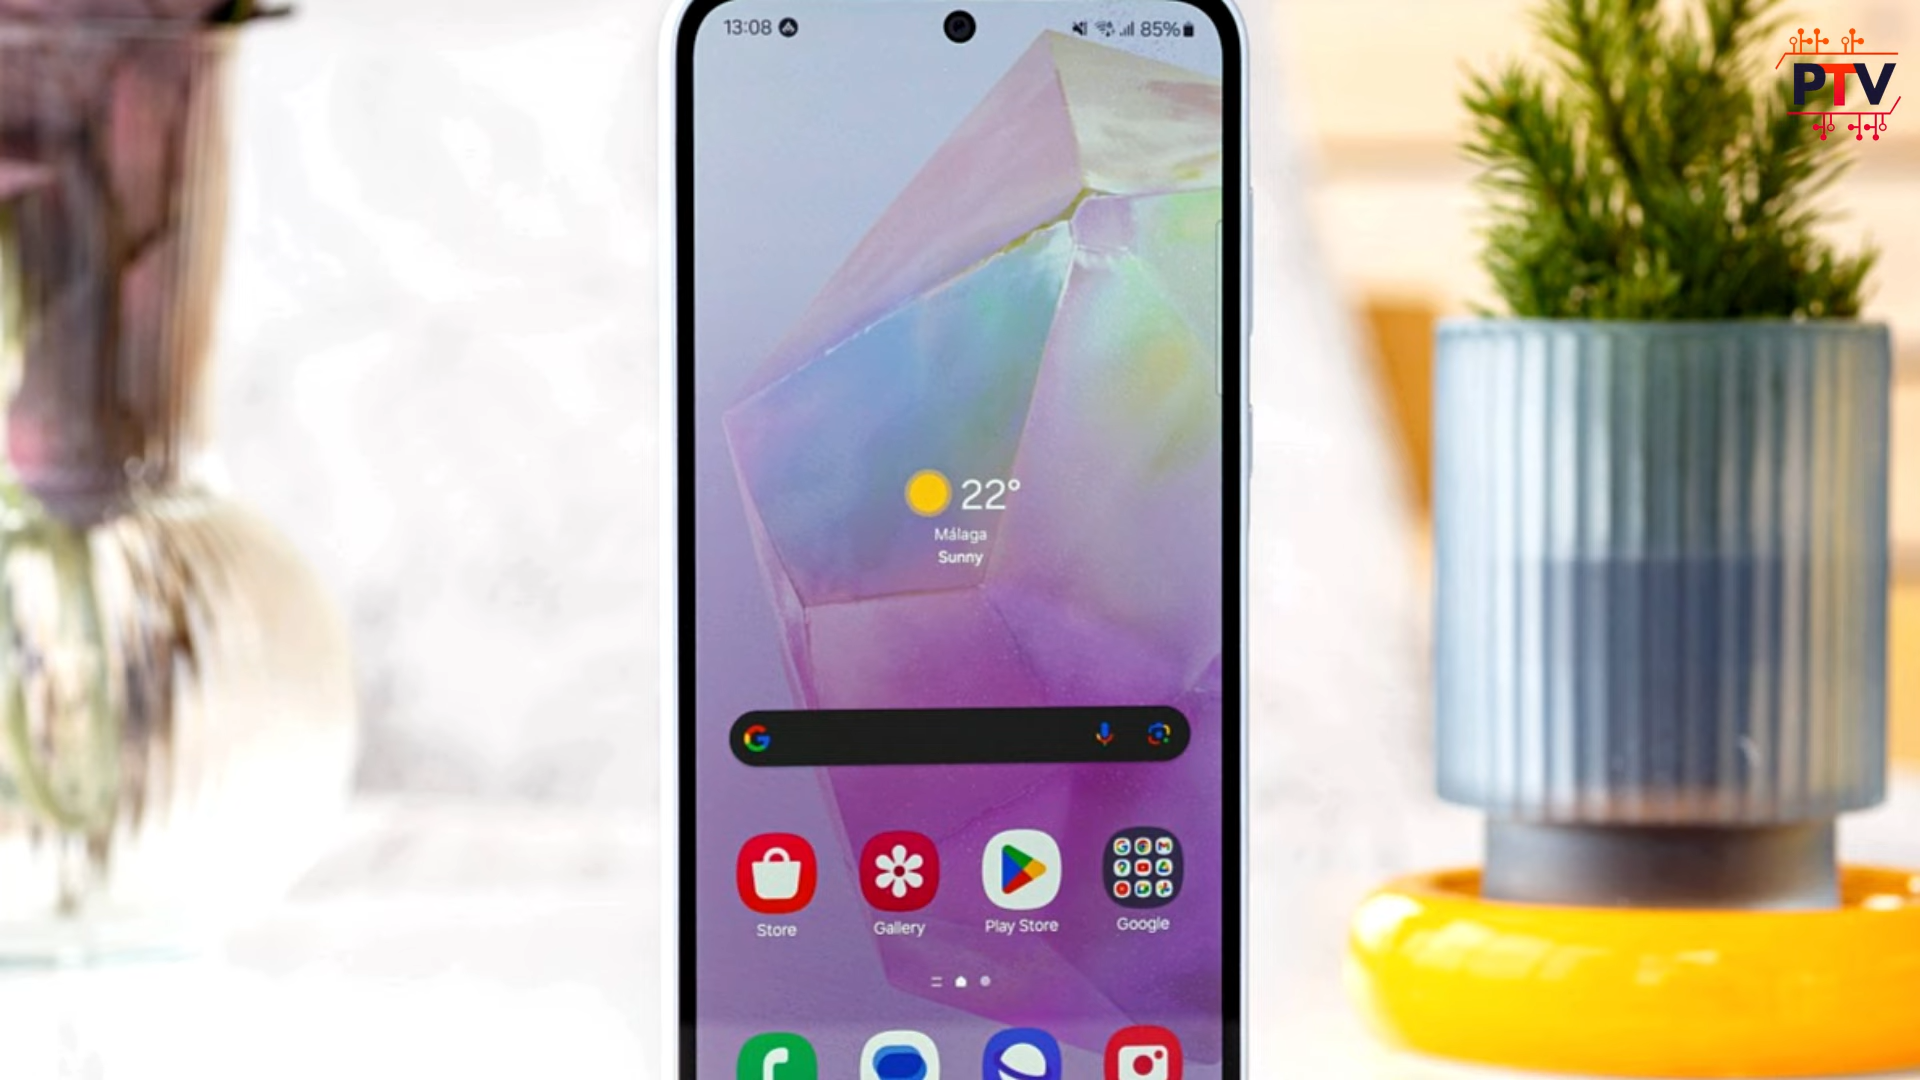 13:08
85%
PTV
22°
Málaga
Sunny
Store
Gallery
Play Store
Google